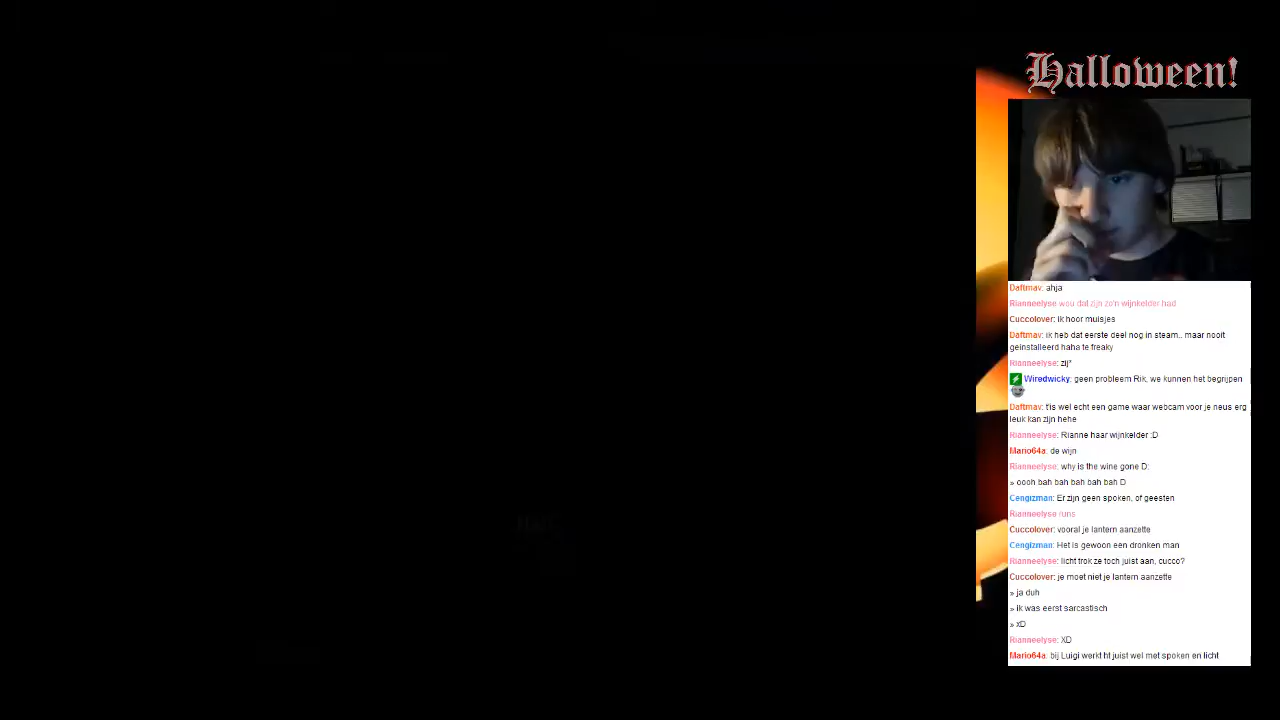 Halloween!
Daftmav: ahja
Rianneelyse wou dat zijn zo'n wijnkelder had
Cuccolover: ik hoor muisjes
Daftmav: ik heb dat eerste deel nog in steam.. maar nooit
geinstalleerd haha te freaky
Rianneelyse: zij*
Wiredwicky: geen probleem Rik, we kunnen het begrijpen
Daftmav: t'is wel echt een game waar webcam voor je neus erg
leuk kan zijn hehe
Rianneelyse: Rianne haar wijnkelder :D
Mario64a: de wijn
Rianneelyse: why is the wine gone D:
» oooh bah bah bah bah bah D
Cengizman: Er zijn geen spoken, of geesten
Rianneelyse runs
Cuccolover: vooral je lantern aanzette
Cengizman: Het is gewoon een dronken man
Rianneelyse: licht trok ze toch juist aan, cucco?
Cuccolover: je moet niet je lantern aanzette
» ja duh
» ik was eerst sarcastisch
» xD
Rianneelyse: XD
Mario64a: bij Luigi werkt ht juist wel met spoken en licht